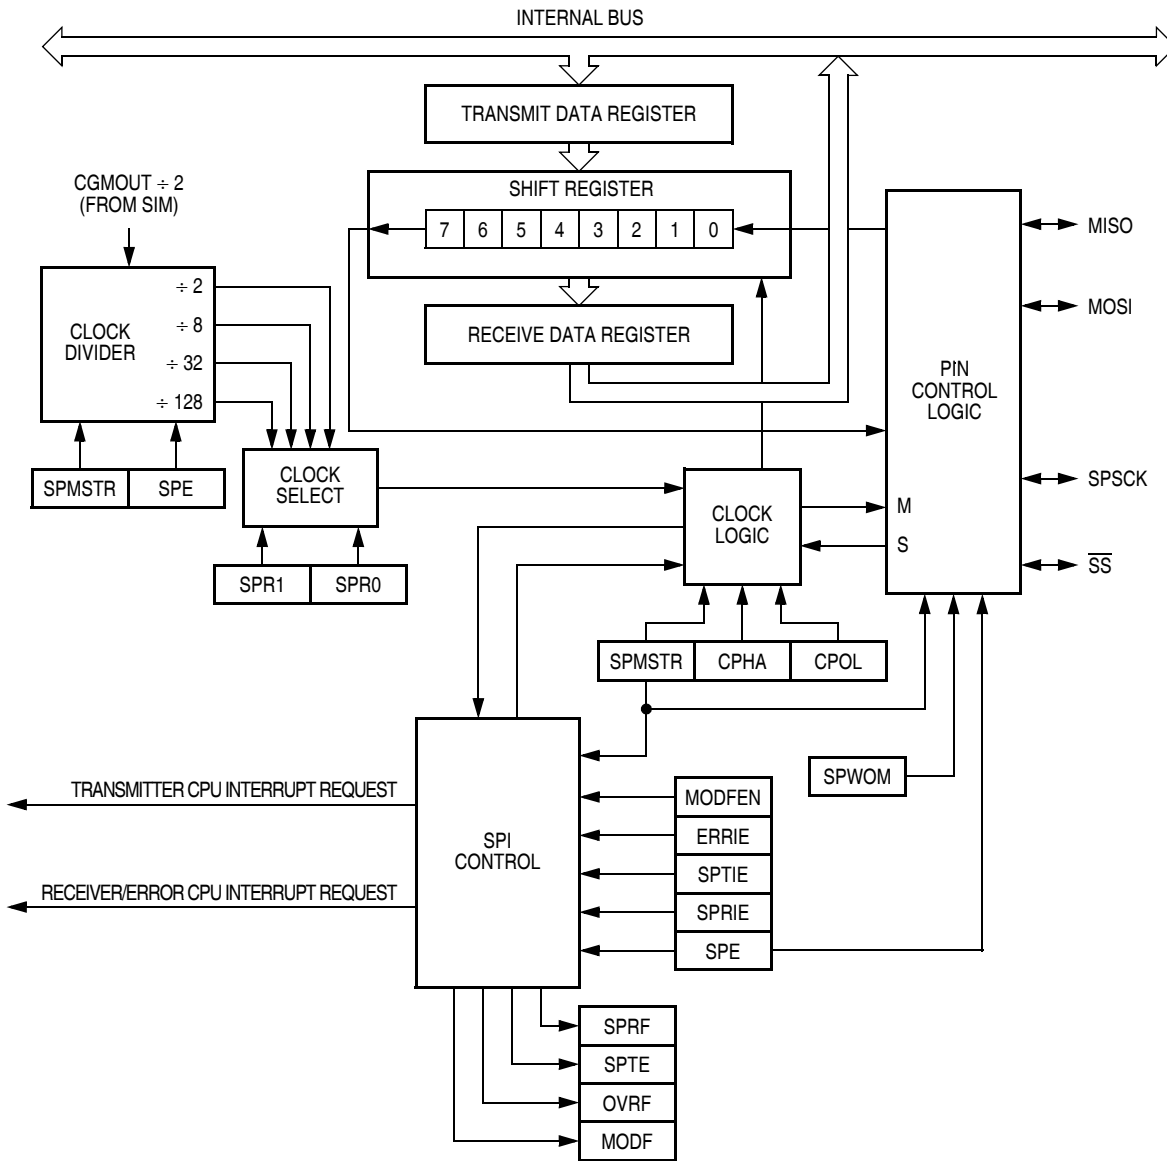 INTERNAL BUS
TRANSMIT DATA REGISTER
SHIFT REGISTER
7 6 5 4 3 2 1 0
RECEIVE DATA REGISTER
CGMOUT ÷ 2
(FROM SIM)
CLOCK
DIVIDER
÷ 2
÷ 8
÷ 32
÷ 128
SPMSTR SPE
CLOCK
SELECT
SPR1 SPR0
PIN
CONTROL
LOGIC
M
S
MISO
MOSI
SPSCK
SS
CLOCK
LOGIC
SPMSTR CPHA CPOL
SPWOM
TRANSMITTER CPU INTERRUPT REQUEST
RECEIVER/ERROR CPU INTERRUPT REQUEST
SPI
CONTROL
MODFEN
ERRIE
SPTIE
SPRIE
SPE
SPRF
SPTE
OVRF
MODF